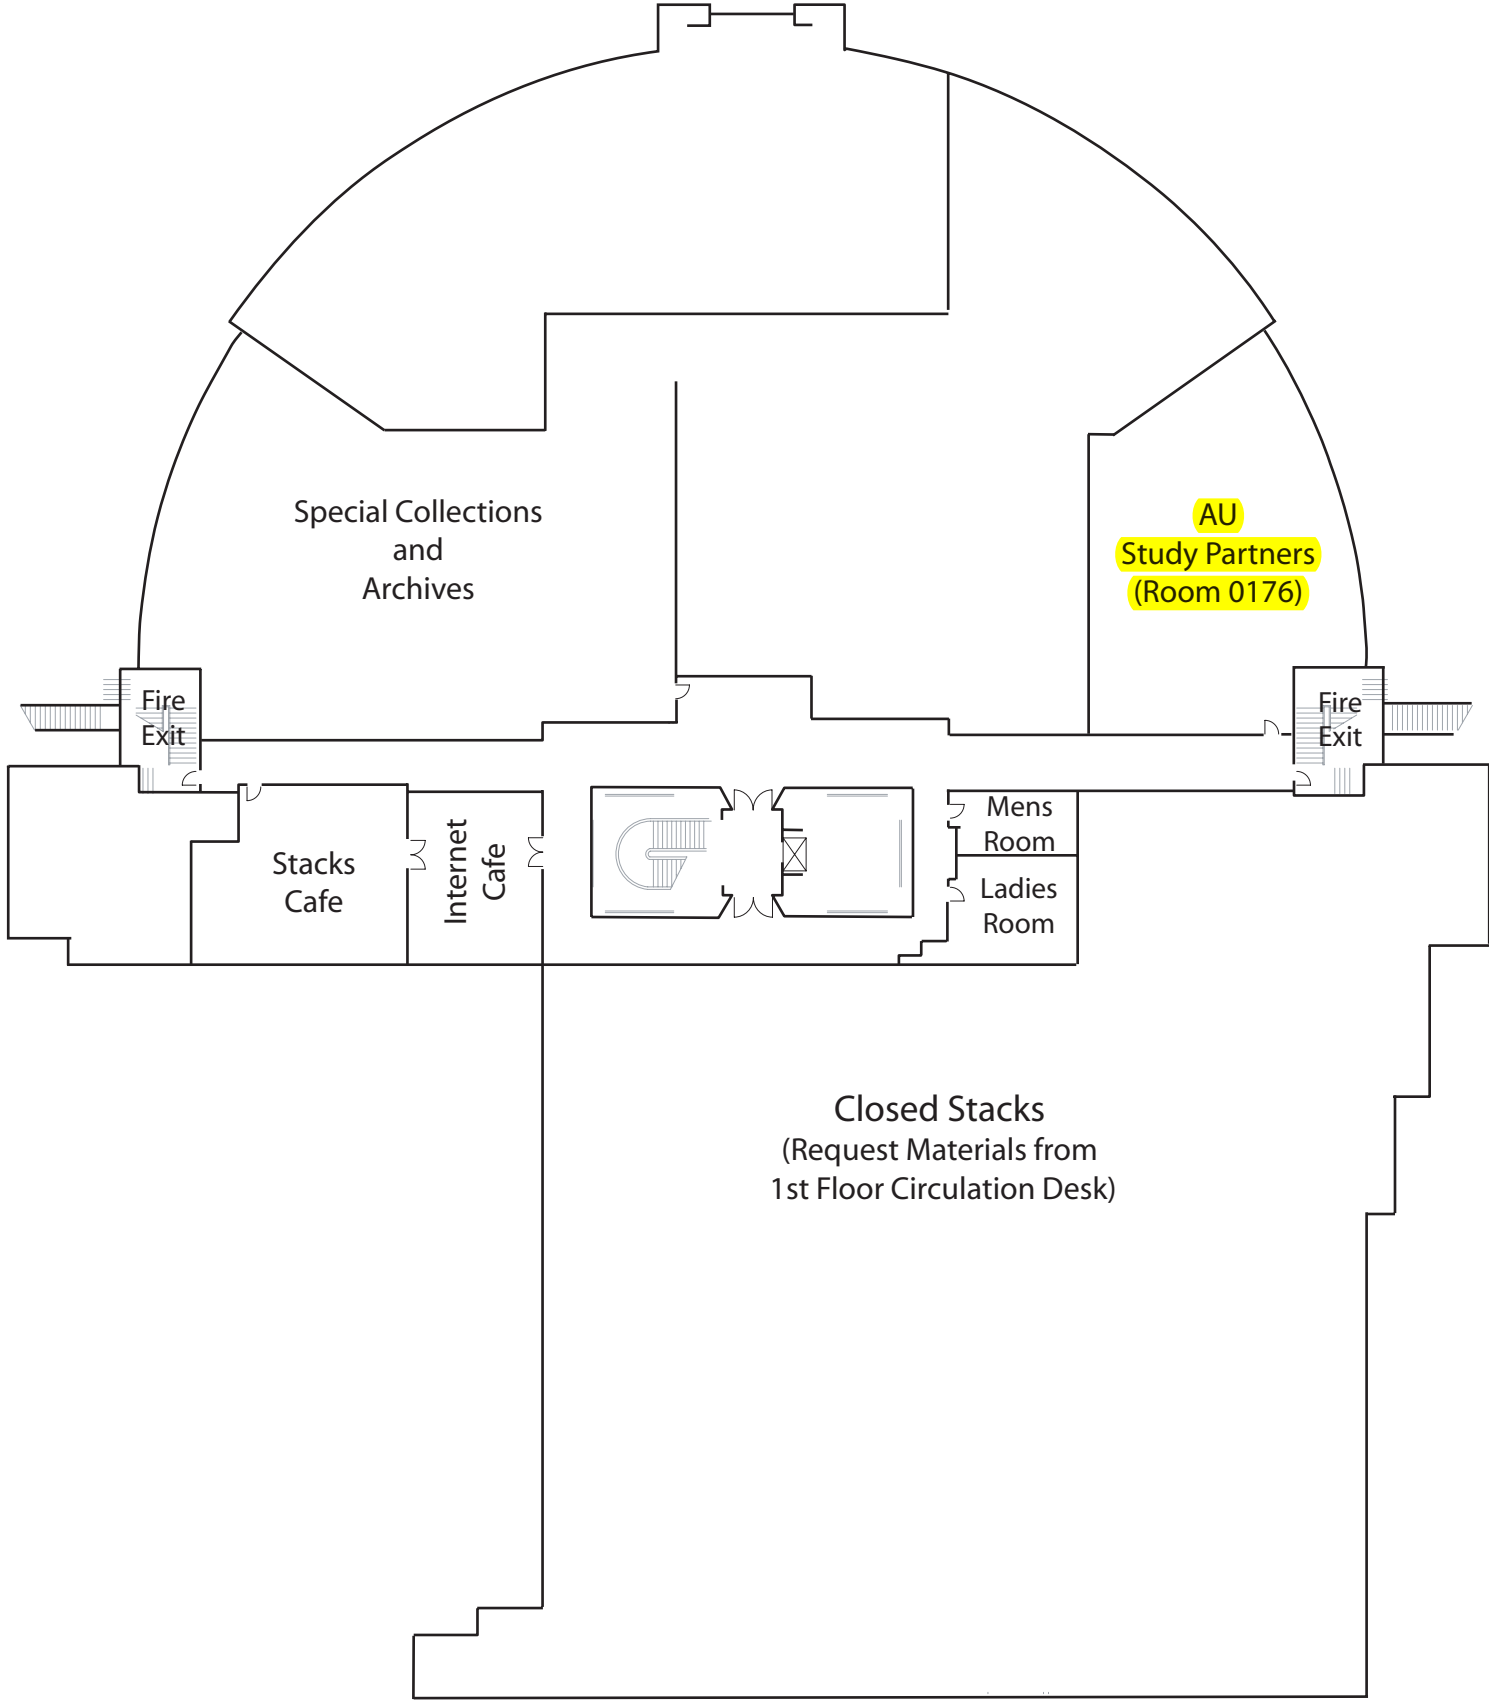 Special Collections
and
Archives
AU
Study Partners
(Room 0176)
Fire
Exit
Fire
Exit
Stacks
Cafe
Internet
Cafe
Mens
Room
Ladies
Room
Closed Stacks
(Request Materials from
1st Floor Circulation Desk)